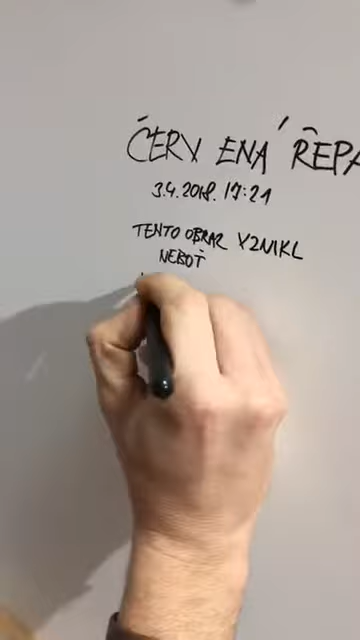 ČERVENÁ ŘEPA
3.4.2018. 17:21
TENTO OBRAZ VZNIKL
NEBOŤ